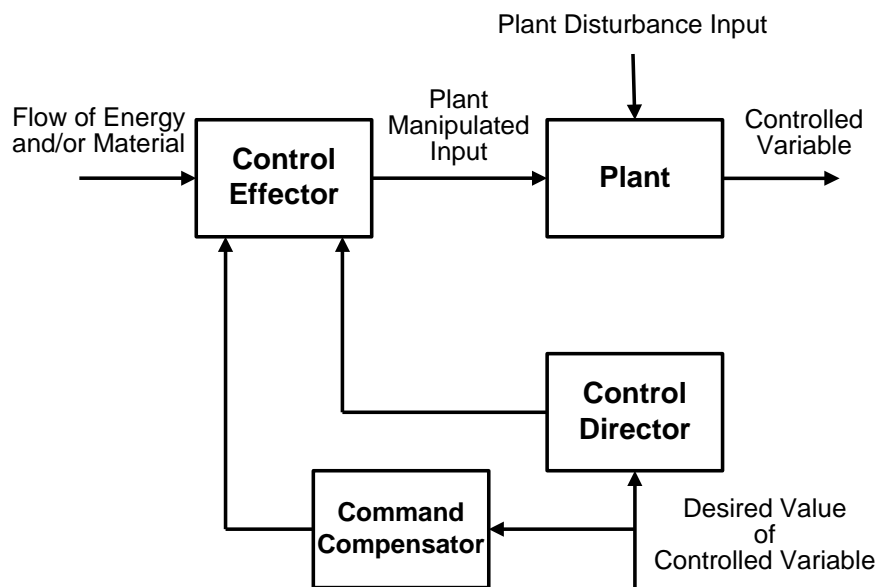 Plant Disturbance Input
Flow of Energy
and/or Material
Control
Effector
Plant
Manipulated
Input
Plant
Controlled
Variable
Control
Director
Command
Compensator
Desired Value
of
Controlled Variable